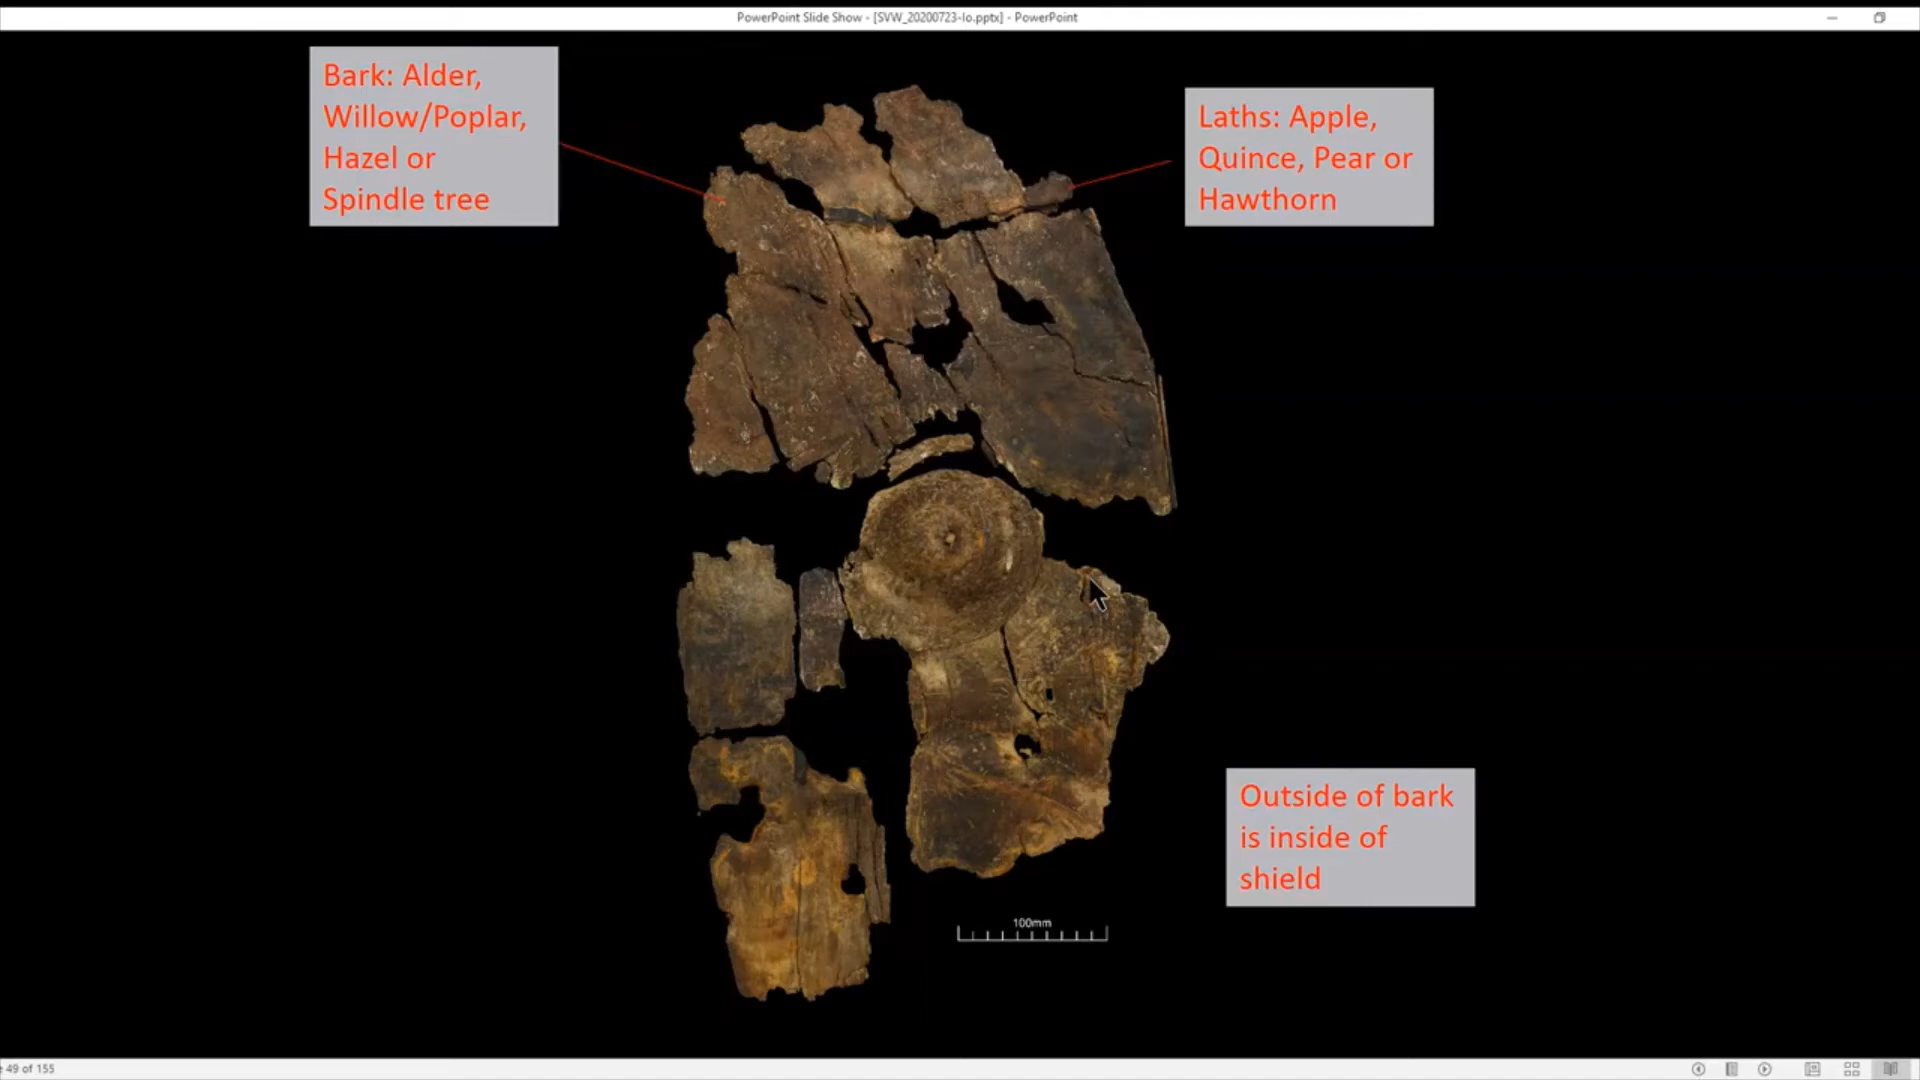 PowerPoint Slide Show - [SVW_20200723-lo.pptx] - PowerPoint
Bark: Alder,
Willow/Poplar,
Hazel or
Spindle tree
Laths: Apple,
Quince, Pear or
Hawthorn
Outside of bark
is inside of
shield
100mm
49 of 155